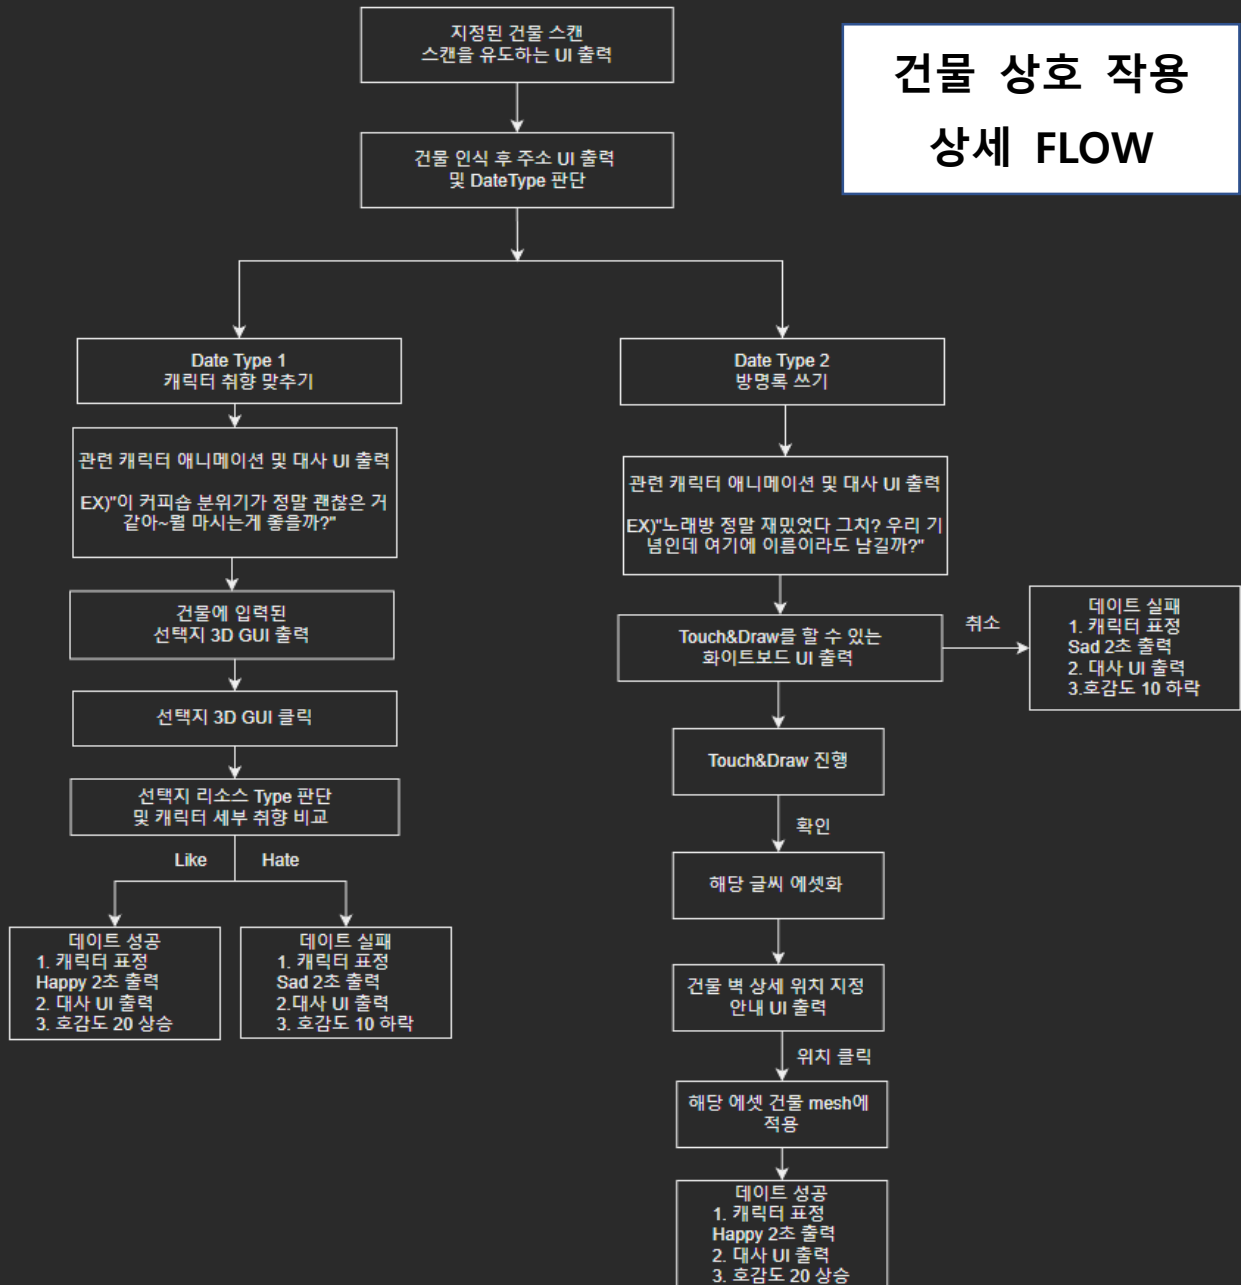 지정된 건물 스캔
스캔을 유도하는 UI 출력
건물 상호 작용
상세 FLOW
건물 인식 후 주소 UI 출력
및 DateType 판단
Date Type 1
캐릭터 취향 맞추기
관련 캐릭터 애니메이션 및 대사 UI 출력
EX)"이 커피숍 분위기가 정말 괜찮은 거
같아~뭘 마시는게 좋을까?"
건물에 입력된
선택지 3D GUI 출력
선택지 3D GUI 클릭
선택지 리소스 Type 판단
및 캐릭터 세부 취향 비교
Like
Hate
데이트 성공
1. 캐릭터 표정
Happy 2초 출력
2. 대사 UI 출력
3. 호감도 20 상승
데이트 실패
1. 캐릭터 표정
Sad 2초 출력
2.대사 UI 출력
3. 호감도 10 하락
Date Type 2
방명록 쓰기
관련 캐릭터 애니메이션 및 대사 UI 출력
EX)"노래방 정말 재밌었다 그치? 우리 기
념인데 여기에 이름이라도 남길까?"
Touch&Draw를 할 수 있는
화이트보드 UI 출력
취소
데이트 실패
1. 캐릭터 표정
Sad 2초 출력
2. 대사 UI 출력
3.호감도 10 하락
Touch&Draw 진행
확인
해당 글씨 에셋화
건물 벽 상세 위치 지정
안내 UI 출력
위치 클릭
해당 에셋 건물 mesh에
적용
데이트 성공
1. 캐릭터 표정
Happy 2초 출력
2. 대사 UI 출력
3. 호감도 20 상승